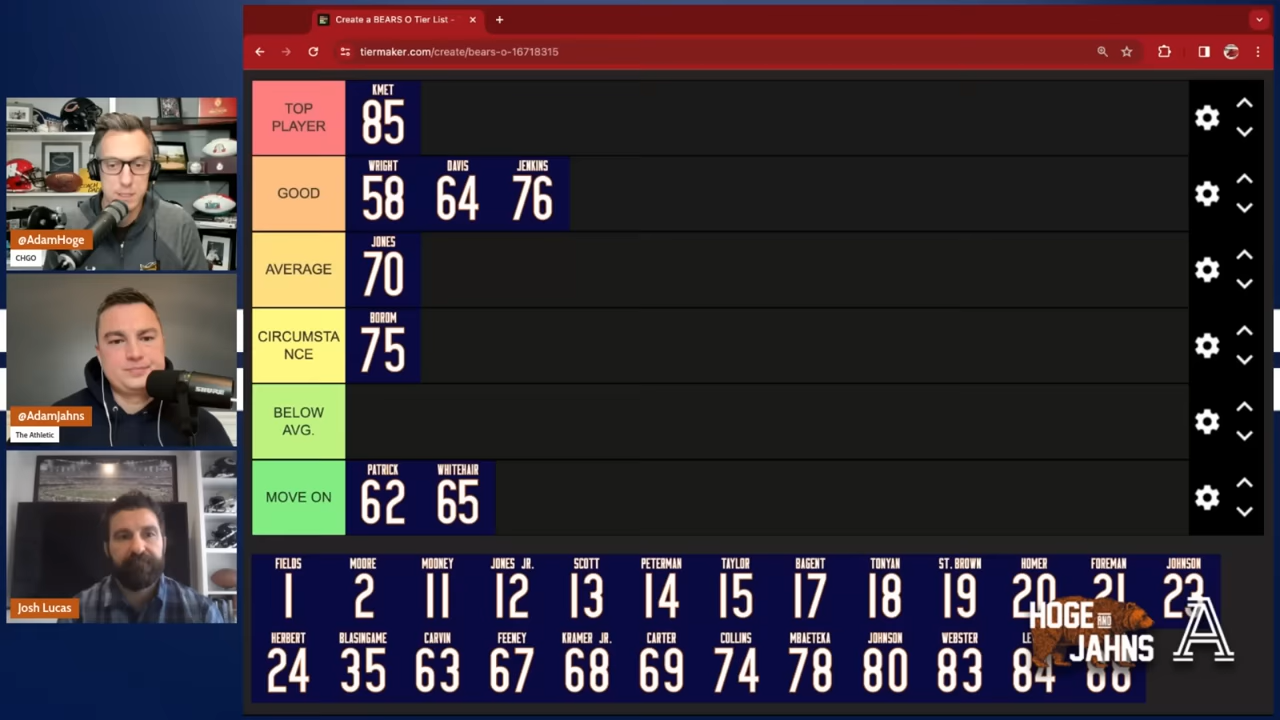 Create a BEARS O Tier List -
tiermaker.com/create/bears-o-16718315
TOP
PLAYER
KMET
85
GOOD
WRIGHT DAVIS JENKINS
58 64 76
AVERAGE
JONES
70
CIRCUMSTA
NCE
BOROM
75
BELOW
AVG.
MOVE ON
PATRICK WHITEHAIR
62 65
FIELDS MOORE MOONEY JONES JR. SCOTT PETERMAN TAYLOR BAGENT TONYAN ST. BROWN HOMER FOREMAN JOHNSON
1 2 11 12 13 14 15 17 18 19 20 21 23
HERBERT BLASINGAME CARVIN FEENEY KRAMER JR. CARTER COLLINS MBAETEKA JOHNSON WEBSTER
24 35 63 67 68 69 74 78 80 83 84 88
@AdamHoge
CHGO
@AdamJahns
The Athletic
Josh Lucas
HOGE AND
JAHNS
A
SHURE